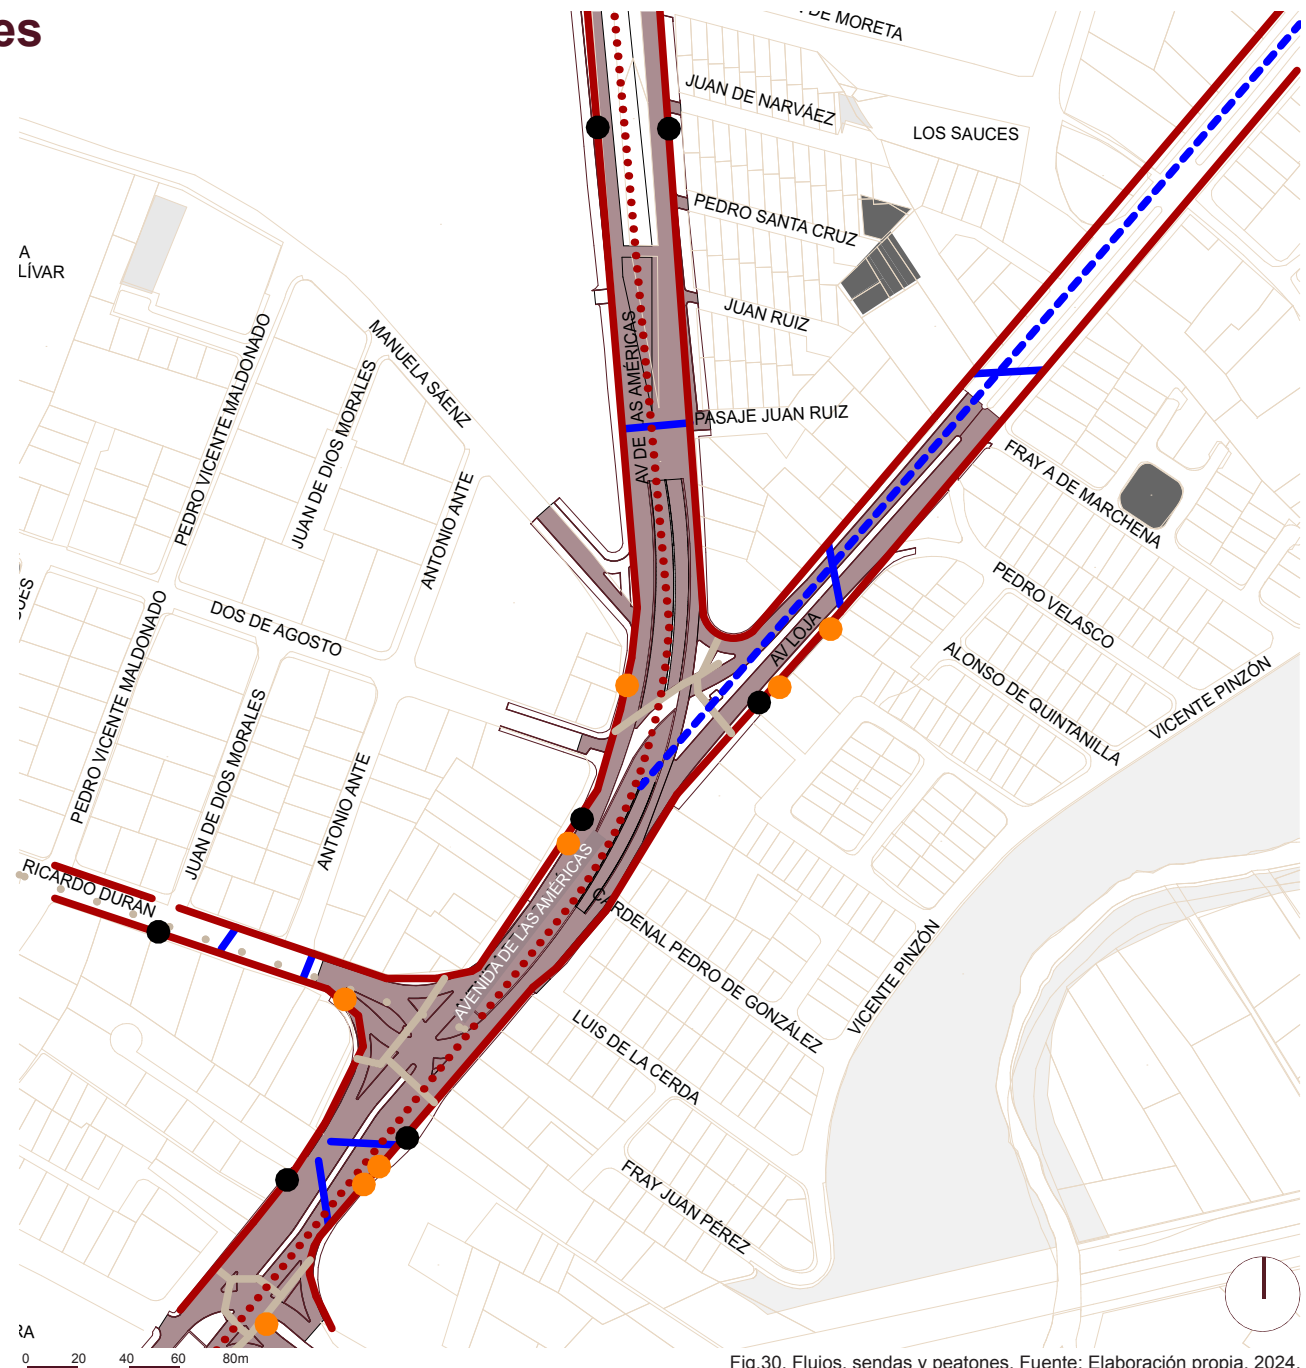 es
DE MORETA
JUAN DE NARVÁEZ
LOS SAUCES
PEDRO SANTA CRUZ
A
LÍVAR
JUAN RUIZ
MANUELA SÁENZ
PEDRO VICENTE MALDONADO
JUAN DE DIOS MORALES
AV DE LAS AMÉRICAS
PASAJE JUAN RUIZ
FRAY A DE MARCHENA
ANTONIO ANTE
PEDRO VELASCO
DOS DE AGOSTO
AV LOJA
ALONSO DE QUINTANILLA
VICENTE PINZÓN
PEDRO VICENTE MALDONADO
JUAN DE DIOS MORALES
ANTONIO ANTE
RICARDO DURÁN
AVENIDA DE LAS AMÉRICAS
CARDENAL PEDRO DE GONZÁLEZ
VICENTE PINZÓN
LUIS DE LA CERDA
FRAY JUAN PÉREZ
RA
0 20 40 60 80m
Fig.30. Flujos, sendas y peatones. Fuente: Elaboración propia, 2024.